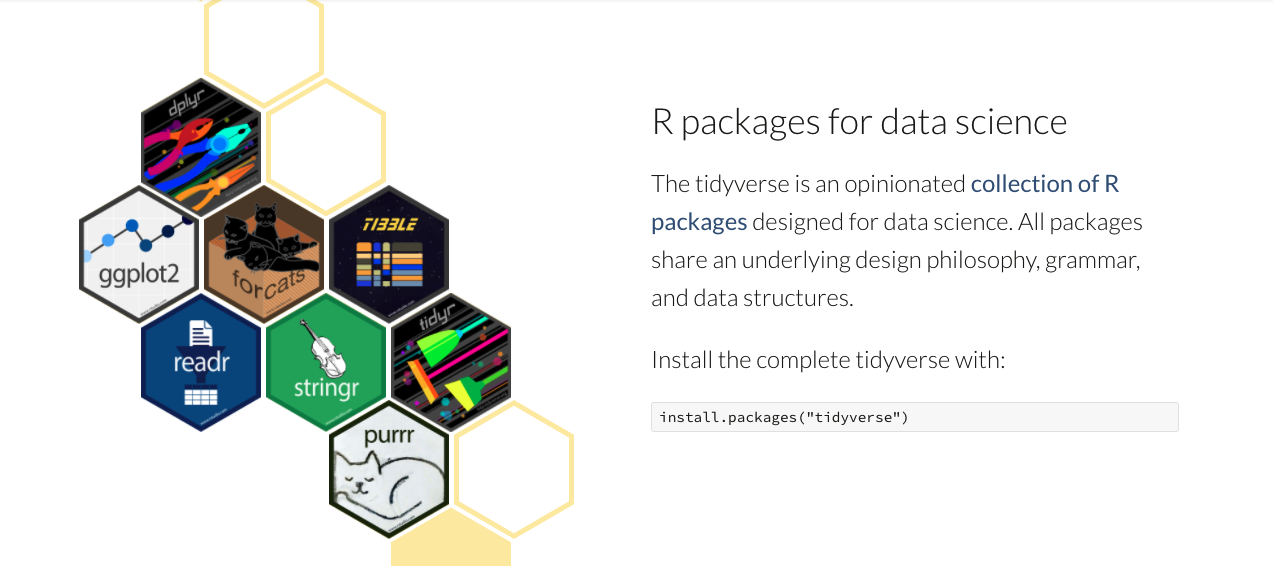 dplyr
ggplot2
forcats
TIBBLE
readr
stringr
tidyr
purrr
R packages for data science
The tidyverse is an opinionated collection of R
packages designed for data science. All packages
share an underlying design philosophy, grammar,
and data structures.
Install the complete tidyverse with:
install.packages("tidyverse")